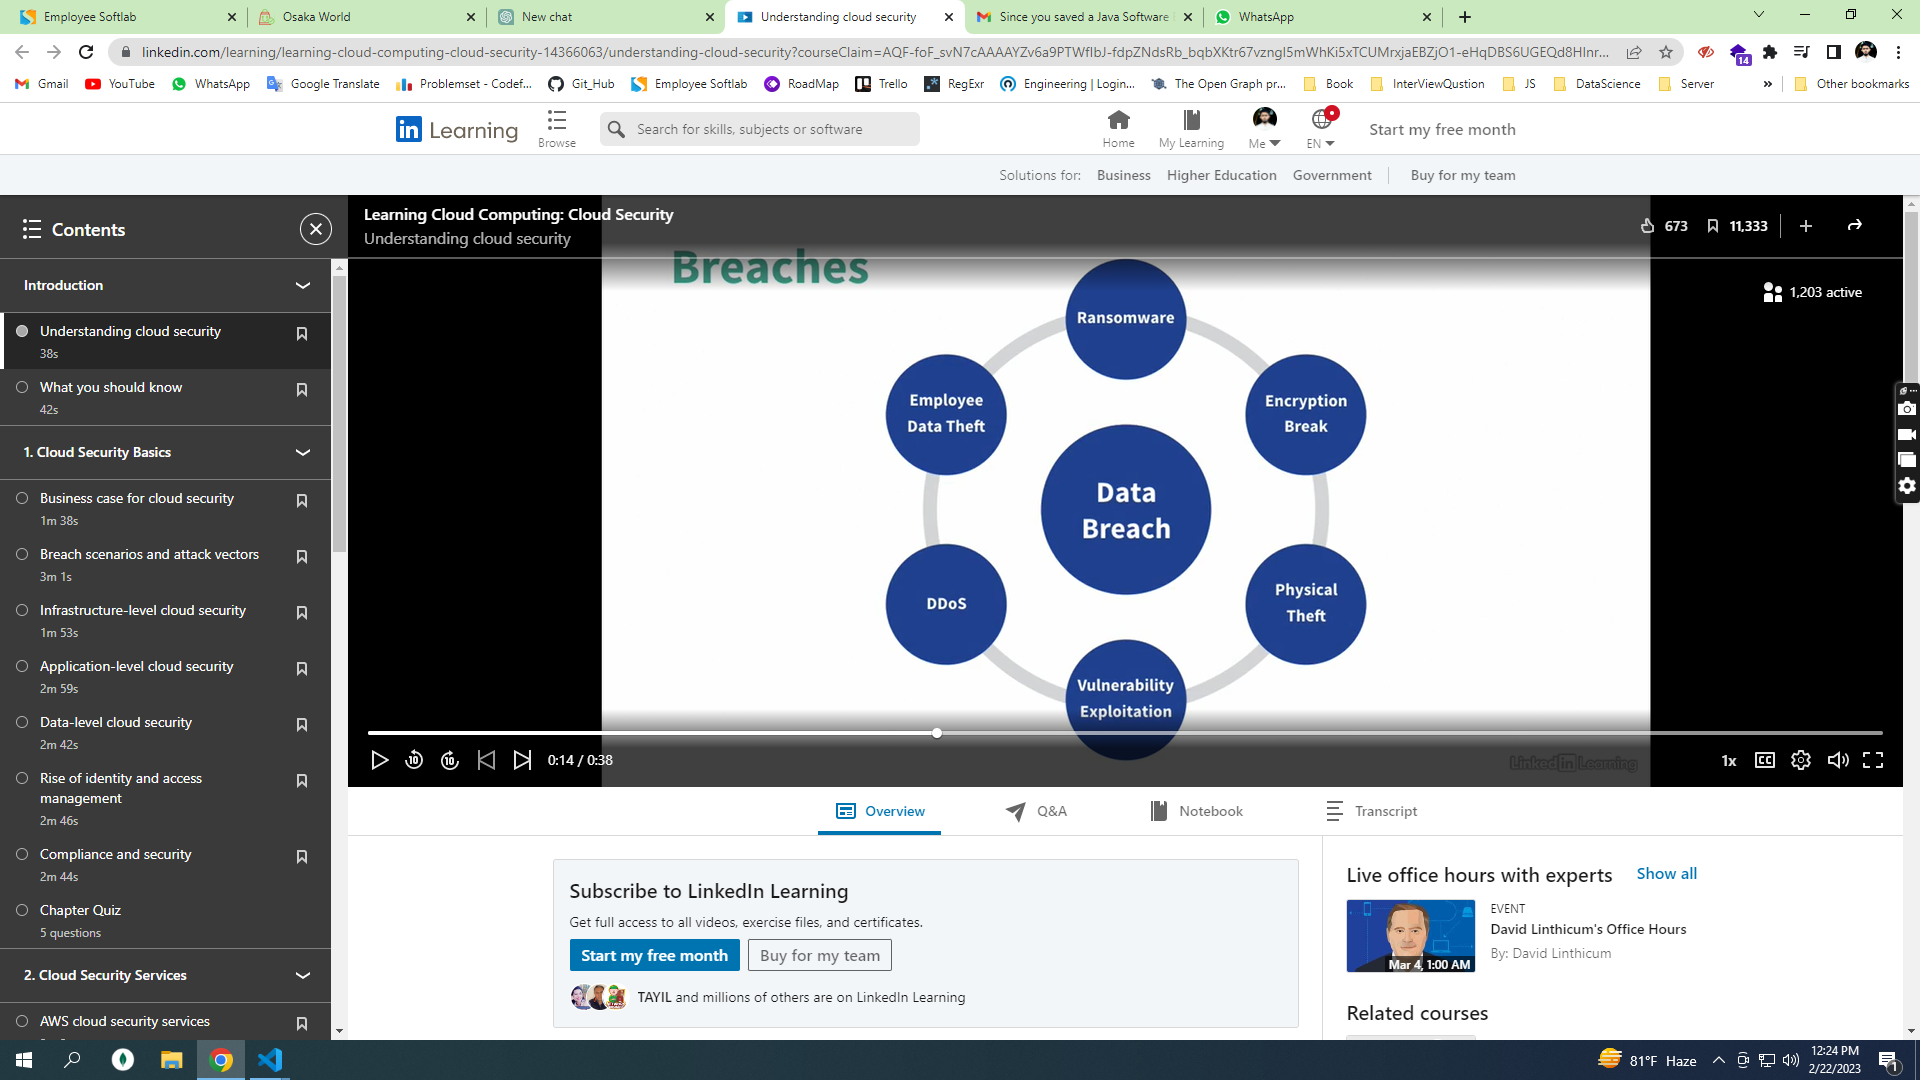 Employee Softlab
Osaka World
New chat
Understanding cloud security
Since you saved a Java Software
WhatsApp
linkedin.com/learning/learning-cloud-computing-cloud-security-14366063/understanding-cloud-security?courseClaim=AQF-foF_svN7cAAAAYZv6a9PTWfIbJ-fdpZNdsRb_bqbXKtr67vzngI5mWhKi5xTCUMrxjaEBZjO1-eHqDBS6UGEQd8HInr...
14
Gmail
YouTube
WhatsApp
Google Translate
Problemset - Codef...
Git_Hub
Employee Softlab
RoadMap
Trello
RegExr
Engineering | Login...
The Open Graph pr...
Book
InterViewQustion
JS
DataScience
Server
»
Other bookmarks
in Learning
Browse
Search for skills, subjects or software
Home
My Learning
Me
EN
Start my free month
Solutions for:
Business
Higher Education
Government
Buy for my team
Contents
Introduction
Understanding cloud security
38s
What you should know
42s
1. Cloud Security Basics
Business case for cloud security
1m 38s
Breach scenarios and attack vectors
3m 1s
Infrastructure-level cloud security
1m 53s
Application-level cloud security
2m 59s
Data-level cloud security
2m 42s
Rise of identity and access
management
2m 46s
Compliance and security
2m 44s
Chapter Quiz
5 questions
2. Cloud Security Services
AWS cloud security services
Learning Cloud Computing: Cloud Security
Understanding cloud security
673
11,333
1,203 active
Breaches
Ransomware
Employee
Data Theft
Encryption
Break
Data
Breach
DDoS
Physical
Theft
Vulnerability
Exploitation
10
10
0:14 / 0:38
Linked in Learning
1x
CC
Overview
Q&A
Notebook
Transcript
Subscribe to LinkedIn Learning
Get full access to all videos, exercise files, and certificates.
Start my free month
Buy for my team
TAYIL and millions of others are on LinkedIn Learning
Live office hours with experts
Show all
EVENT
David Linthicum's Office Hours
By: David Linthicum
Mar 4, 1:00 AM
Related courses
81°F Haze
12:24 PM
2/22/2023
1